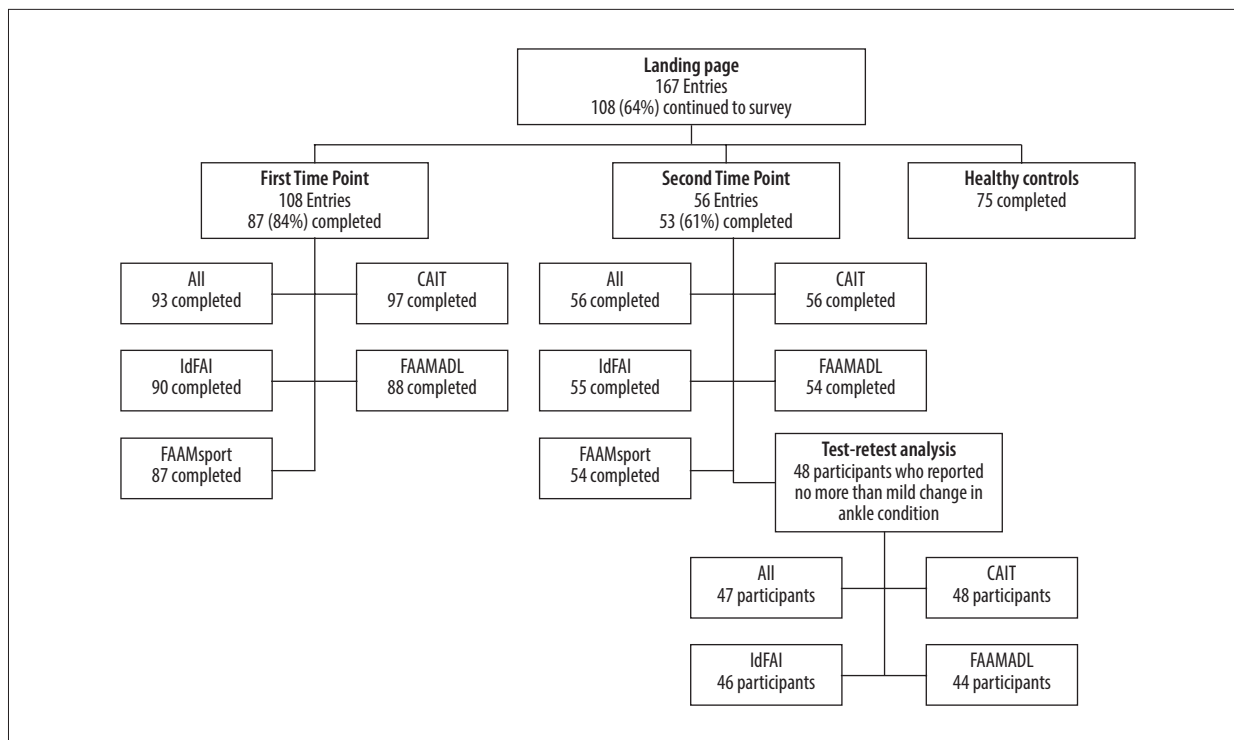 Landing page
167 Entries
108 (64%) continued to survey
First Time Point
108 Entries
87 (84%) completed
Second Time Point
56 Entries
53 (61%) completed
Healthy controls
75 completed
AII
93 completed
CAIT
97 completed
AII
56 completed
CAIT
56 completed
IdFAI
90 completed
FAAMADL
88 completed
IdFAI
55 completed
FAAMADL
54 completed
FAAMsport
87 completed
FAAMsport
54 completed
Test-retest analysis
48 participants who reported
no more than mild change in
ankle condition
AII
47 participants
CAIT
48 participants
IdFAI
46 participants
FAAMADL
44 participants